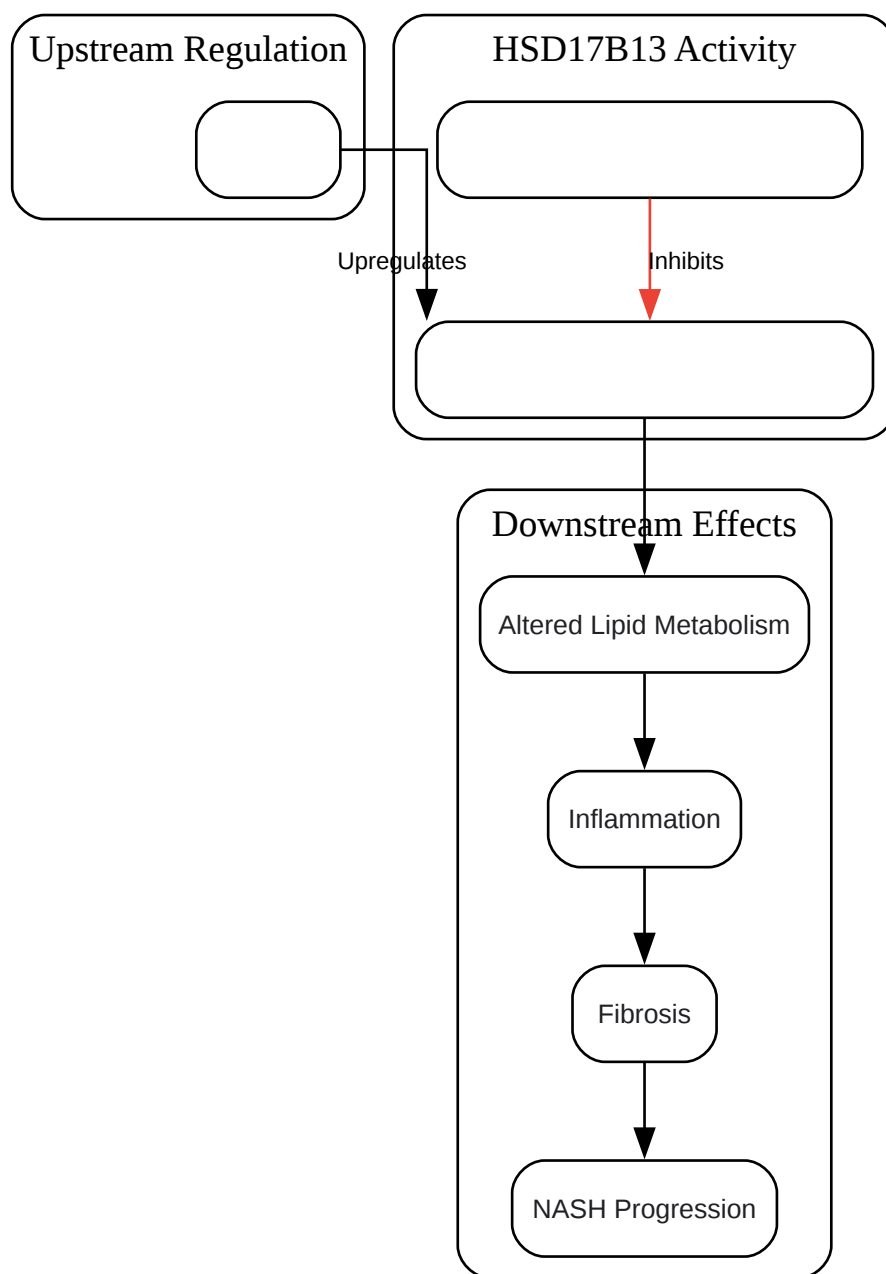 Upstream Regulation
HSD17B13 Activity
Upregulates
Inhibits
Downstream Effects
Altered Lipid Metabolism
Inflammation
Fibrosis
NASH Progression